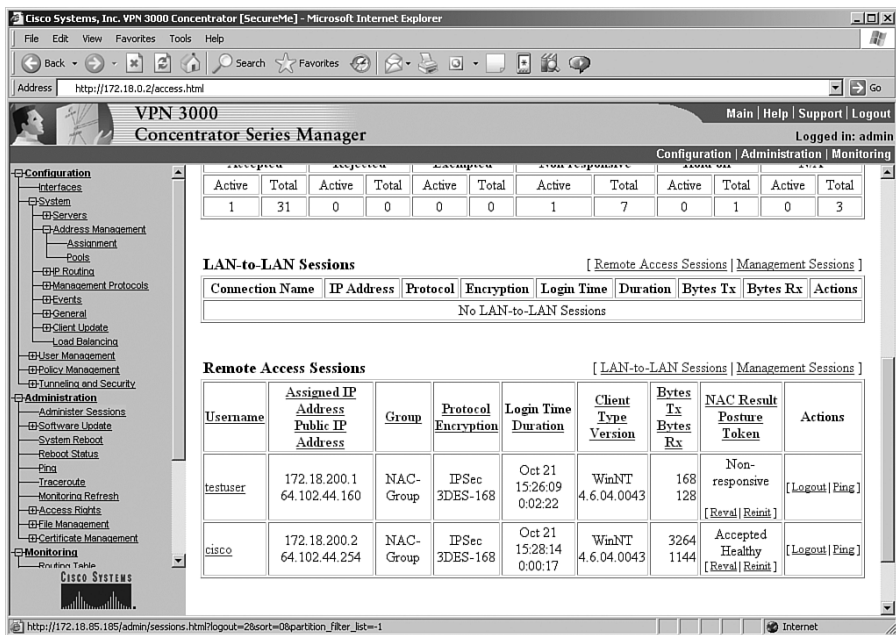 Cisco Systems, Inc. VPN 3000 Concentrator [SecureMe] - Microsoft Internet Explorer
File Edit View Favorites Tools Help
Back Search Favorites
Address http://172.18.0.2/access.html Go
VPN 3000
Concentrator Series Manager
Main | Help | Support | Logout
Logged in: admin
Configuration | Administration | Monitoring
Configuration
Interfaces
System
Servers
Address Management
Assignment
Pools
IP Routing
Management Protocols
Events
General
Client Update
Load Balancing
User Management
Policy Management
Tunneling and Security
Administration
Administer Sessions
Software Update
System Reboot
Reboot Status
Ping
Traceroute
Monitoring Refresh
Access Rights
File Management
Certificate Management
Monitoring
Routing Table
CISCO SYSTEMS
Accepted Rejected Exempted Non-responsive Hold-off N/A
Active Total Active Total Active Total Active Total Active Total Active Total
1 31 0 0 0 0 1 7 0 1 0 3
LAN-to-LAN Sessions [ Remote Access Sessions | Management Sessions ]
Connection Name IP Address Protocol Encryption Login Time Duration Bytes Tx Bytes Rx Actions
No LAN-to-LAN Sessions
Remote Access Sessions [ LAN-to-LAN Sessions | Management Sessions ]
Username
Assigned IP
Address
Public IP
Address
Group
Protocol
Encryption
Login Time
Duration
Client
Type
Version
Bytes
Tx
Bytes
Rx
NAC Result
Posture
Token
Actions
testuser
172.18.200.1
64.102.44.160
NAC-
Group
IPSec
3DES-168
Oct 21
15:26:09
0:02:22
WinNT
4.6.04.0043
168
128
Non-
responsive
[ Reval | Reinit ]
[ Logout | Ping ]
cisco
172.18.200.2
64.102.44.254
NAC-
Group
IPSec
3DES-168
Oct 21
15:28:14
0:00:17
WinNT
4.6.04.0043
3264
1144
Accepted
Healthy
[ Reval | Reinit ]
[ Logout | Ping ]
http://172.18.85.185/admin/sessions.html?logout=2&sort=0&partition_filter_list=-1 Internet